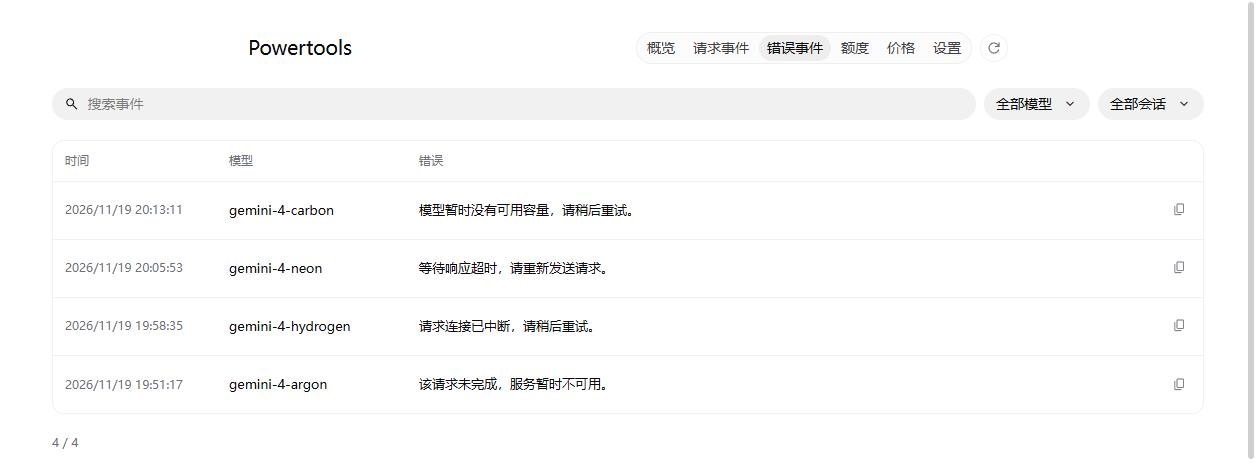 Powertools
概览 请求事件 错误事件 额度 价格 设置
搜索事件
全部模型 全部会话
时间 模型 错误
2026/11/19 20:13:11 gemini-4-carbon 模型暂时没有可用容量，请稍后重试。
2026/11/19 20:05:53 gemini-4-neon 等待响应超时，请重新发送请求。
2026/11/19 19:58:35 gemini-4-hydrogen 请求连接已中断，请稍后重试。
2026/11/19 19:51:17 gemini-4-argon 该请求未完成，服务暂时不可用。
4 / 4